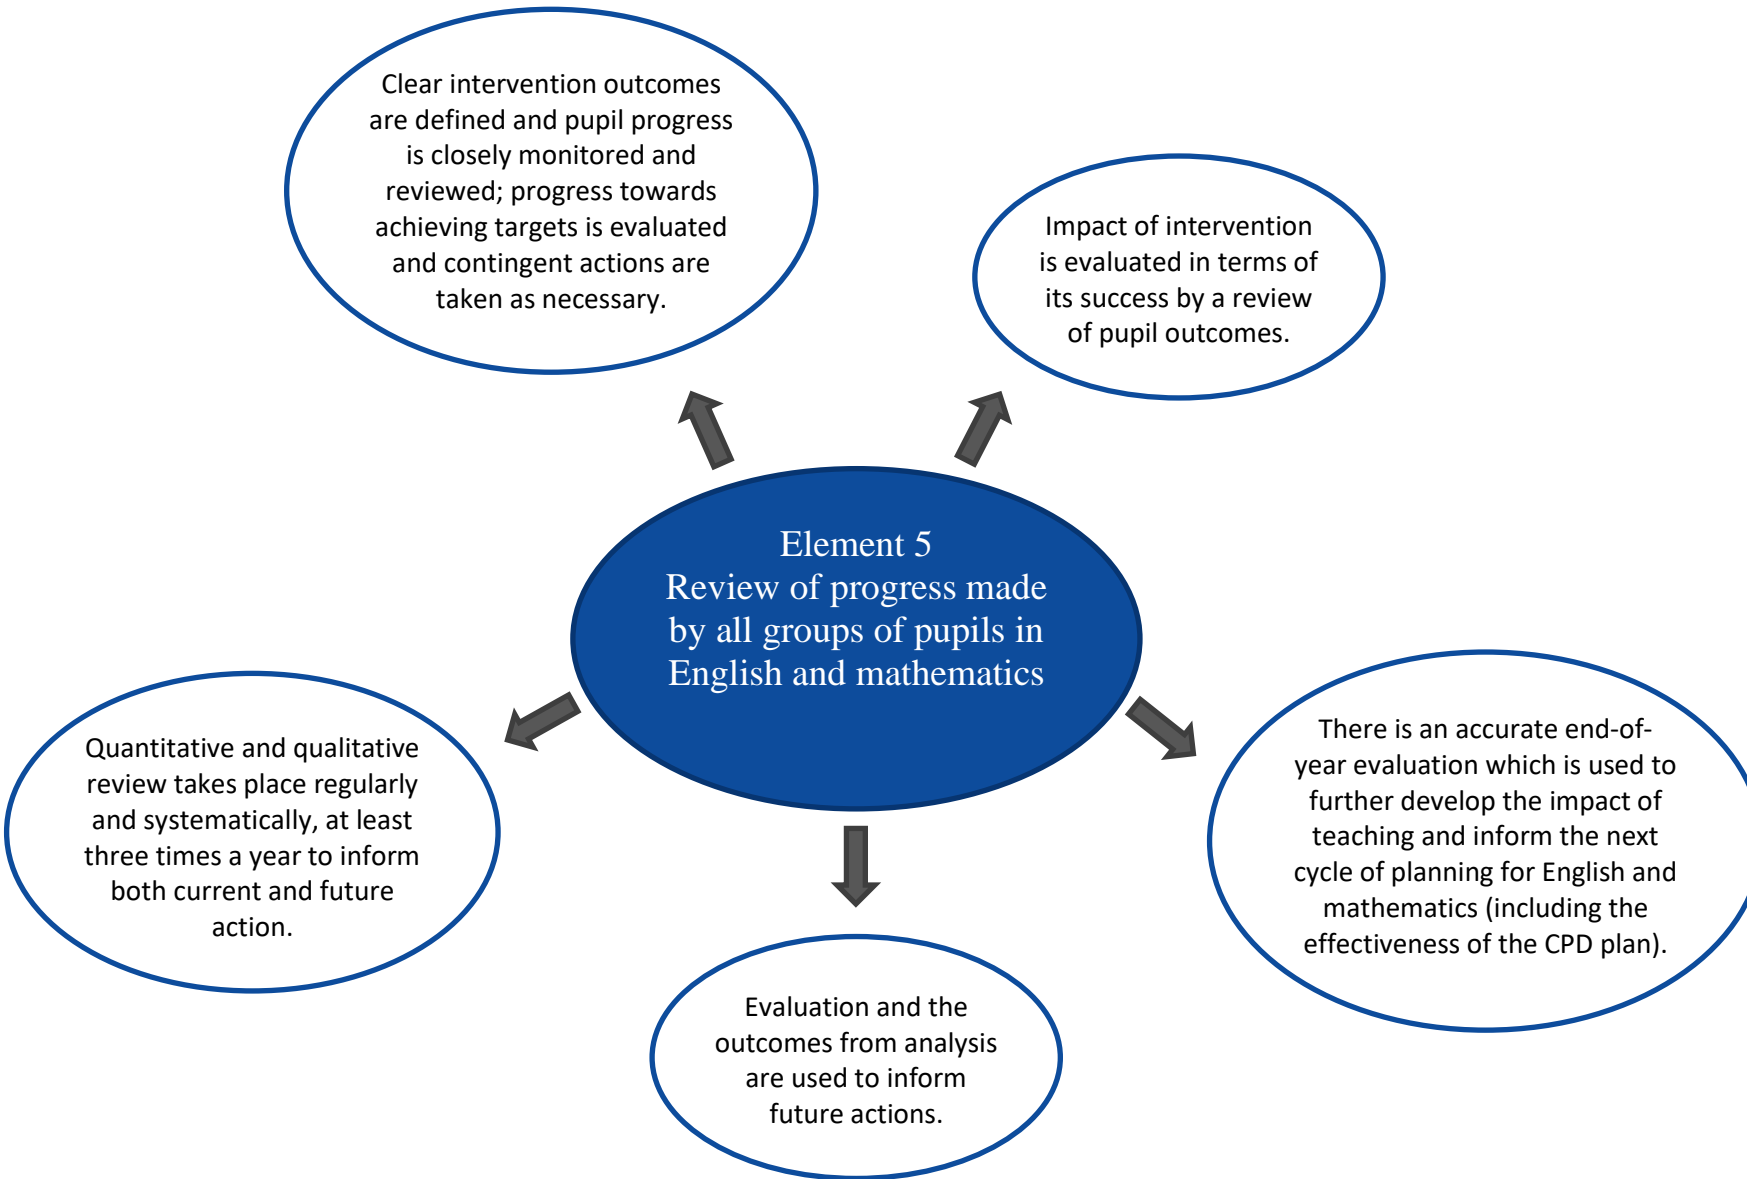 Clear intervention outcomes
are defined and pupil progress
is closely monitored and
reviewed; progress towards
achieving targets is evaluated
and contingent actions are
taken as necessary.
Impact of intervention
is evaluated in terms of
its success by a review
of pupil outcomes.
Element 5
Review of progress made
by all groups of pupils in
English and mathematics
Quantitative and qualitative
review takes place regularly
and systematically, at least
three times a year to inform
both current and future
action.
There is an accurate end-of-
year evaluation which is used to
further develop the impact of
teaching and inform the next
cycle of planning for English and
mathematics (including the
effectiveness of the CPD plan).
Evaluation and the
outcomes from analysis
are used to inform
future actions.